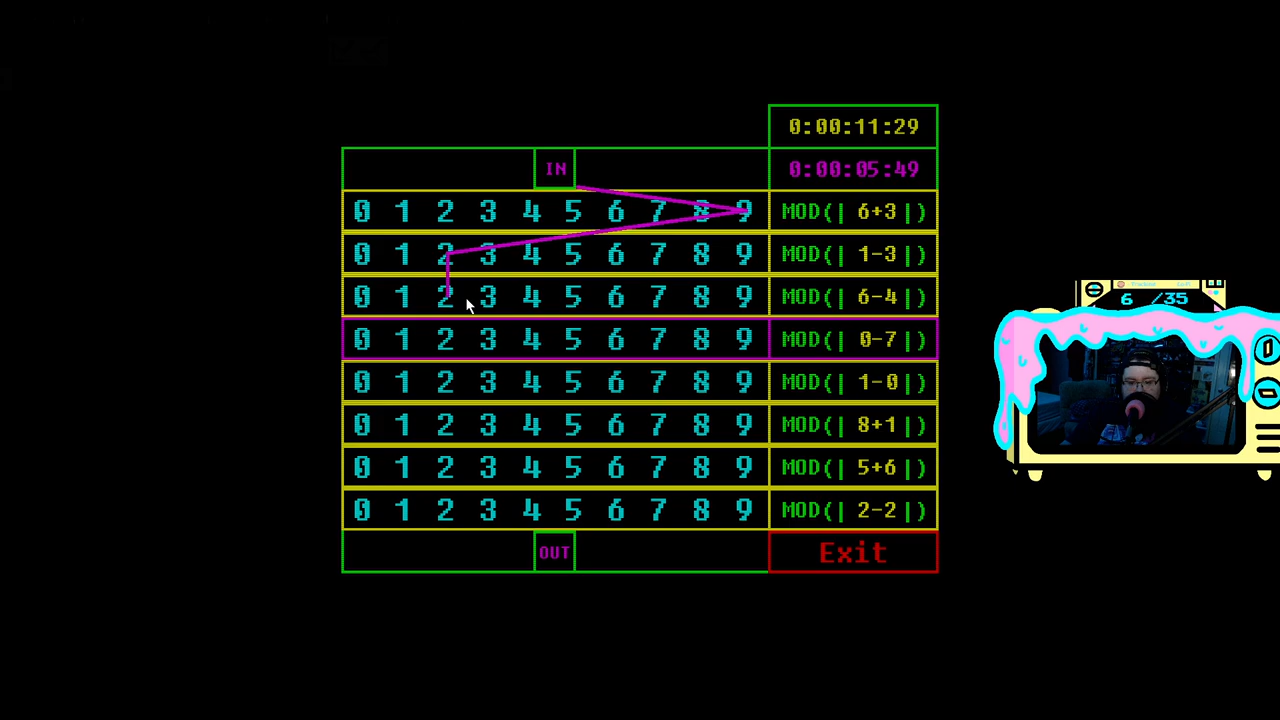 0:00:11:29
IN 0:00:05:49
0 1 2 3 4 5 6 7 8 9 MOD(| 6+3 |)
0 1 2 3 4 5 6 7 8 9 MOD(| 1-3 |)
0 1 2 3 4 5 6 7 8 9 MOD(| 6-4 |)
0 1 2 3 4 5 6 7 8 9 MOD(| 0-7 |)
0 1 2 3 4 5 6 7 8 9 MOD(| 1-0 |)
0 1 2 3 4 5 6 7 8 9 MOD(| 8+1 |)
0 1 2 3 4 5 6 7 8 9 MOD(| 5+6 |)
0 1 2 3 4 5 6 7 8 9 MOD(| 2-2 |)
OUT Exit
6 /35